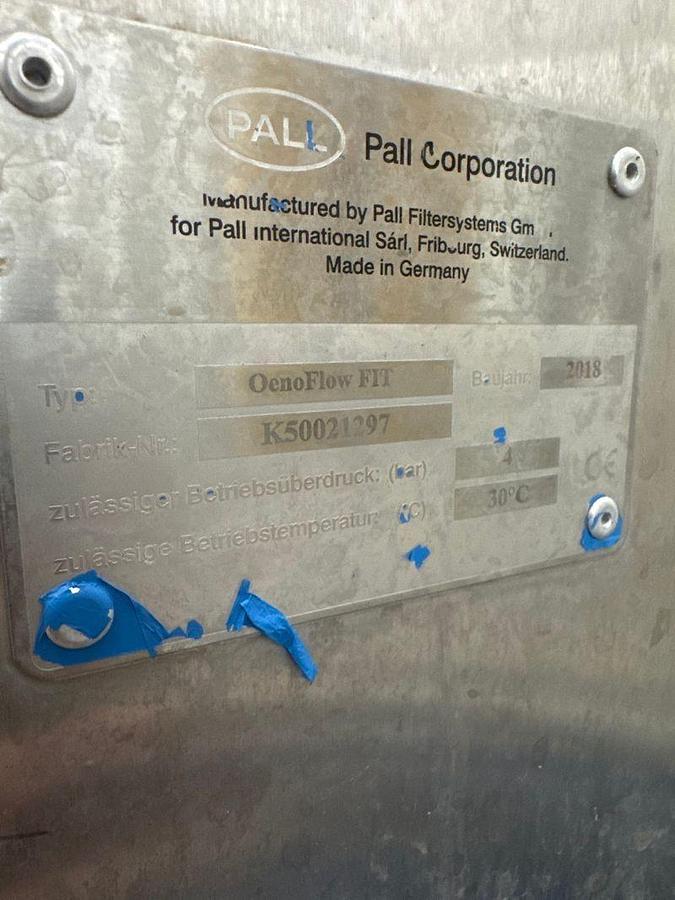 PALL Pall Corporation
Manufactured by Pall Filtersystems Gm
for Pall International Sárl, Fribourg, Switzerland.
Made in Germany
Typ: OenoFlow FIT Baujahr: 2018
Fabrik-Nr.: K50021297
zulässiger Betriebsüberdruck: (bar) 4 CE
zulässige Betriebstemperatur: (°C) 30°C